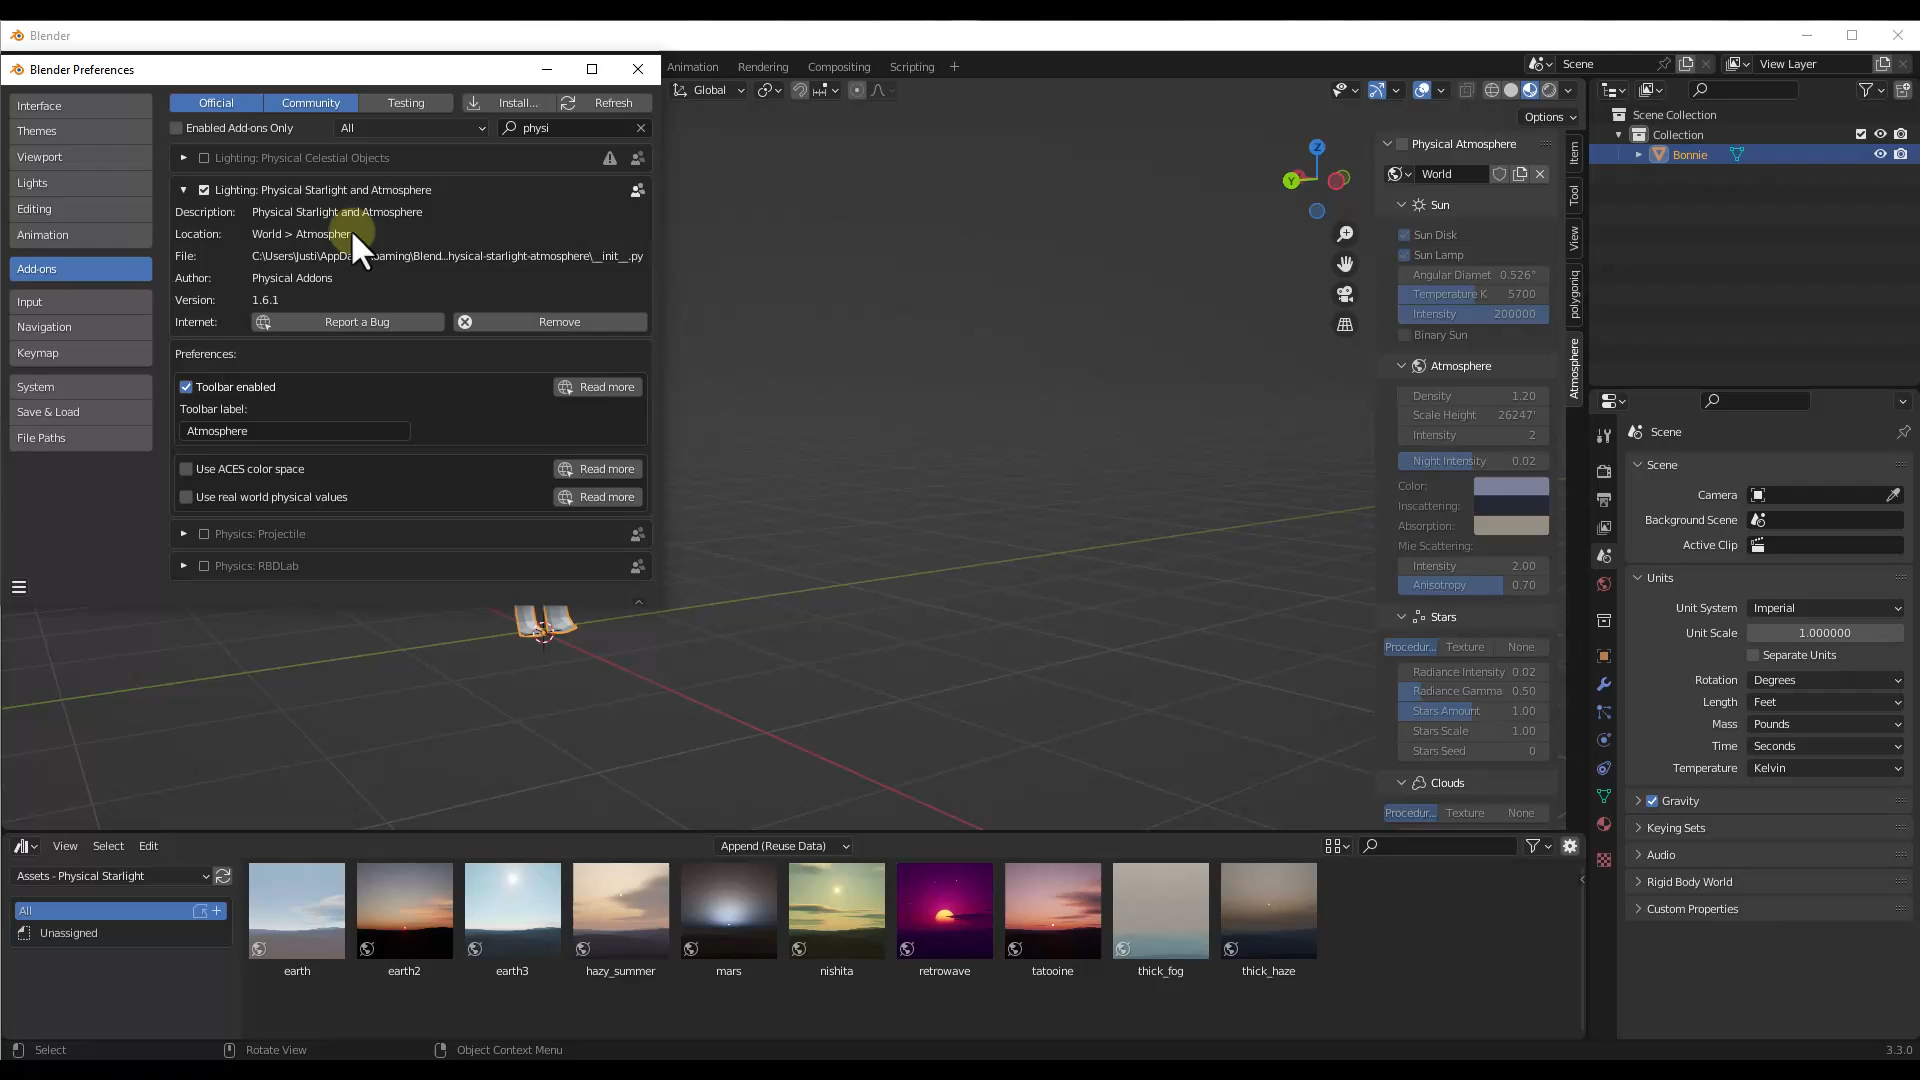 Blender
Blender Preferences
Animation
Rendering
Compositing
Scripting
Scene
View Layer
Interface
Themes
Viewport
Lights
Editing
Animation
Add-ons
Input
Navigation
Keymap
System
Save & Load
File Paths
Official
Community
Testing
Install...
Refresh
Enabled Add-ons Only
All
physi
Lighting: Physical Celestial Objects
Lighting: Physical Starlight and Atmosphere
Description: Physical Starlight and Atmosphere
Location: World > Atmosphere
File: C:\Users\Justi\AppDa
oaming\Blend...hysical-starlight-atmosphere\__init__.py
Author: Physical Addons
Version: 1.6.1
Internet: Report a Bug Remove
Preferences:
Toolbar enabled Read more
Toolbar label:
Atmosphere
Use ACES color space Read more
Use real world physical values Read more
Physics: Projectile
Physics: RBDLab
Global
Options
Z
Y
Physical Atmosphere
World
Sun
Sun Disk
Sun Lamp
Angular Diamet 0.526°
Temperature K 5700
Intensity 200000
Binary Sun
Atmosphere
Density 1.20
Scale Height 26247'
Intensity 2
Night Intensity 0.02
Color:
Inscattering:
Absorption:
Mie Scattering:
Intensity 2.00
Anisotropy 0.70
Stars
Procedur... Texture None
Radiance Intensity 0.02
Radiance Gamma 0.50
Stars Amount 1.00
Stars Scale 1.00
Stars Seed 0
Clouds
Procedur... Texture None
Item
Tool
View
polygoniq
Atmosphere
Scene Collection
Collection
Bonnie
Scene
Scene
Camera
Background Scene
Active Clip
Units
Unit System Imperial
Unit Scale 1.000000
Separate Units
Rotation Degrees
Length Feet
Mass Pounds
Time Seconds
Temperature Kelvin
Gravity
Keying Sets
Audio
Rigid Body World
Custom Properties
View
Select
Edit
Append (Reuse Data)
Assets - Physical Starlight
All
Unassigned
earth
earth2
earth3
hazy_summer
mars
nishita
retrowave
tatooine
thick_fog
thick_haze
Select
Rotate View
Object Context Menu
3.3.0